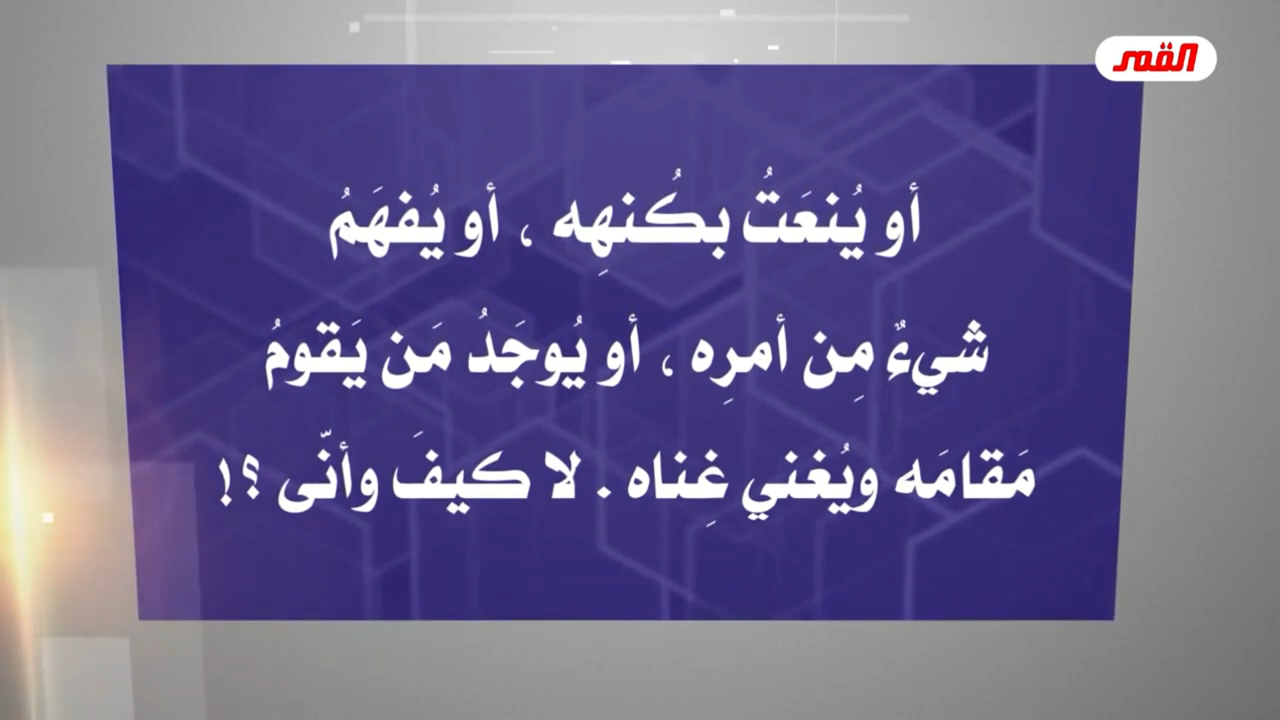 القمر
أو يُنعَتُ بكُنهِه ، أو يُفهَمُ
شيءٌ مِن أمرِه ، أو يُوجَدُ مَن يَقومُ
مَقامَه ويُغني غِناه . لا كيفَ وأنّى ؟!